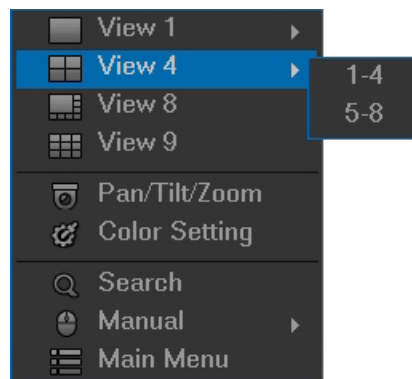 View 1
View 4
1-4
View 8
5-8
View 9
Pan/Tilt/Zoom
Color Setting
Search
Manual
Main Menu